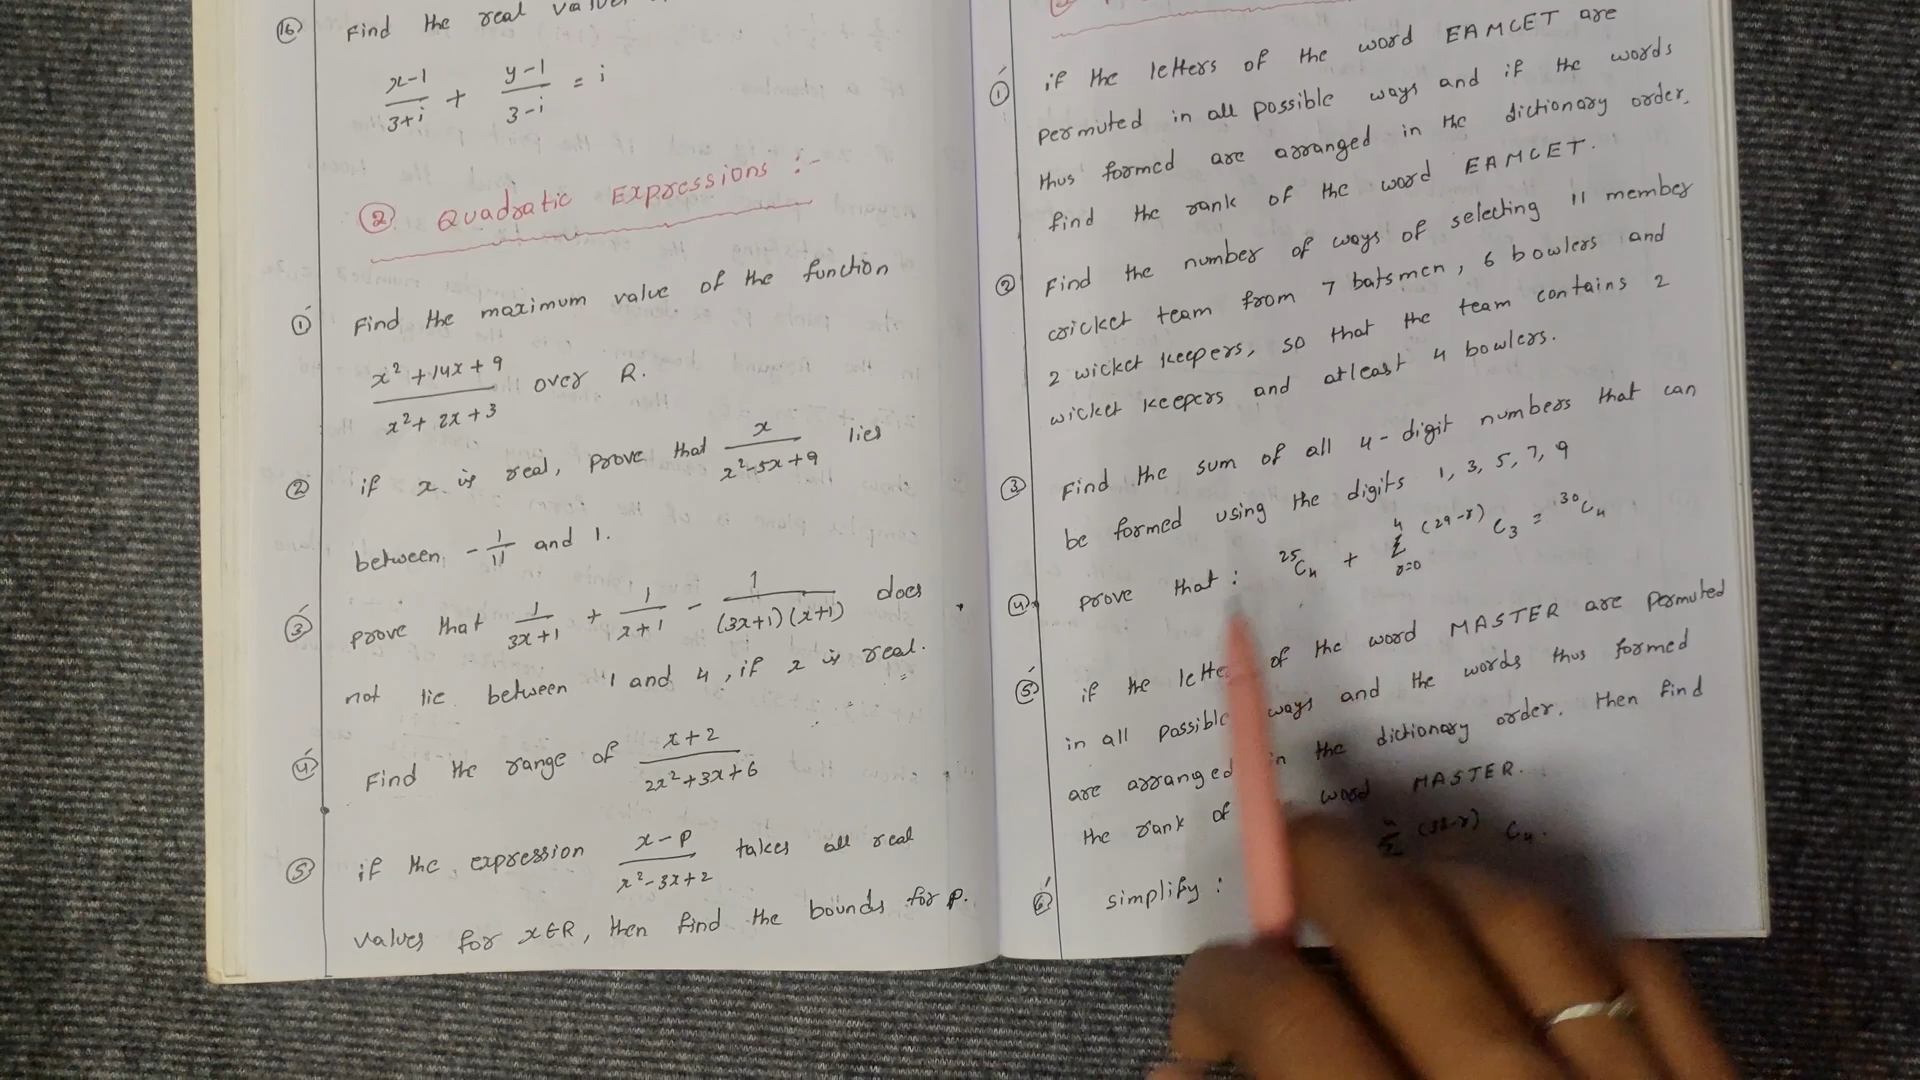 16 Find the real values
x-1/3+i + y-1/3-i = i
② Quadratic Expressions :-
① Find the maximum value of the function
x²+14x+9/x²+2x+3 over R.
② if x is real, prove that x/x²-5x+9 lies
between -1/11 and 1.
③ prove that 1/3x+1 + 1/x+1 - 1/(3x+1)(x+1) does
not lie between 1 and 4, if x is real.
④ Find the range of x+2/2x²+3x+6
⑤ if the expression x-p/x²-3x+2 takes all real
values for x∈R, then find the bounds for p.
① if the letters of the word EAMCET are
permuted in all possible ways and if the words
thus formed are arranged in the dictionary order.
find the rank of the word EAMCET.
② Find the number of ways of selecting 11 member
cricket team from 7 batsmen, 6 bowlers and
2 wicket keepers, so that the team contains 2
wicket keepers and atleast 4 bowlers.
③ Find the sum of all 4-digit numbers that can
be formed using the digits 1, 3, 5, 7, 9
④ prove that : ²⁵C₄ + Σ⁴r=0 (29-r)C₃ = ³⁰C₄
⑤ if the of the word MASTER are permuted
in all possible ways and the words thus formed
are arranged in the dictionary order. then find
the rank of word MASTER.
⑥ simplify :